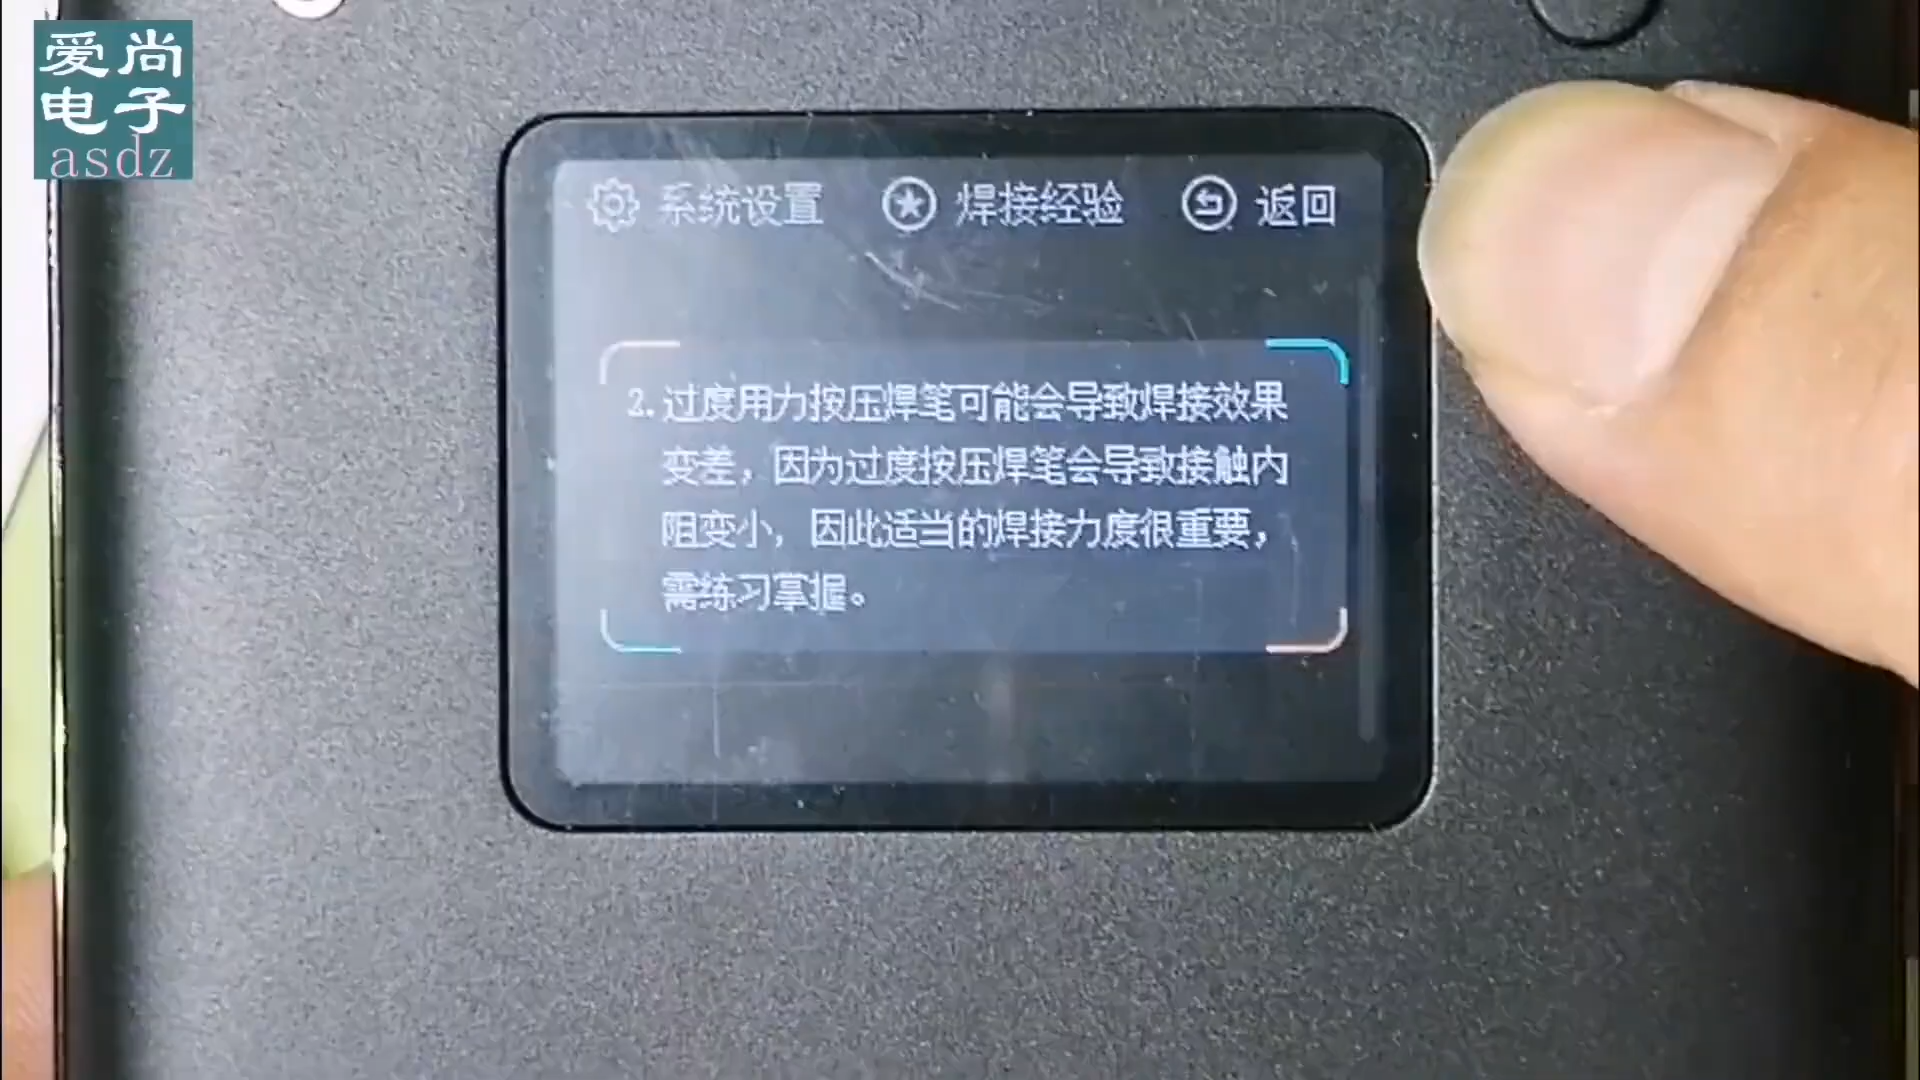 爱尚
电子
asdz
系统设置 焊接经验 返回
2.过度用力按压焊笔可能会导致焊接效果
变差，因为过度按压焊笔会导致接触内
阻变小，因此适当的焊接力度很重要，
需练习掌握。